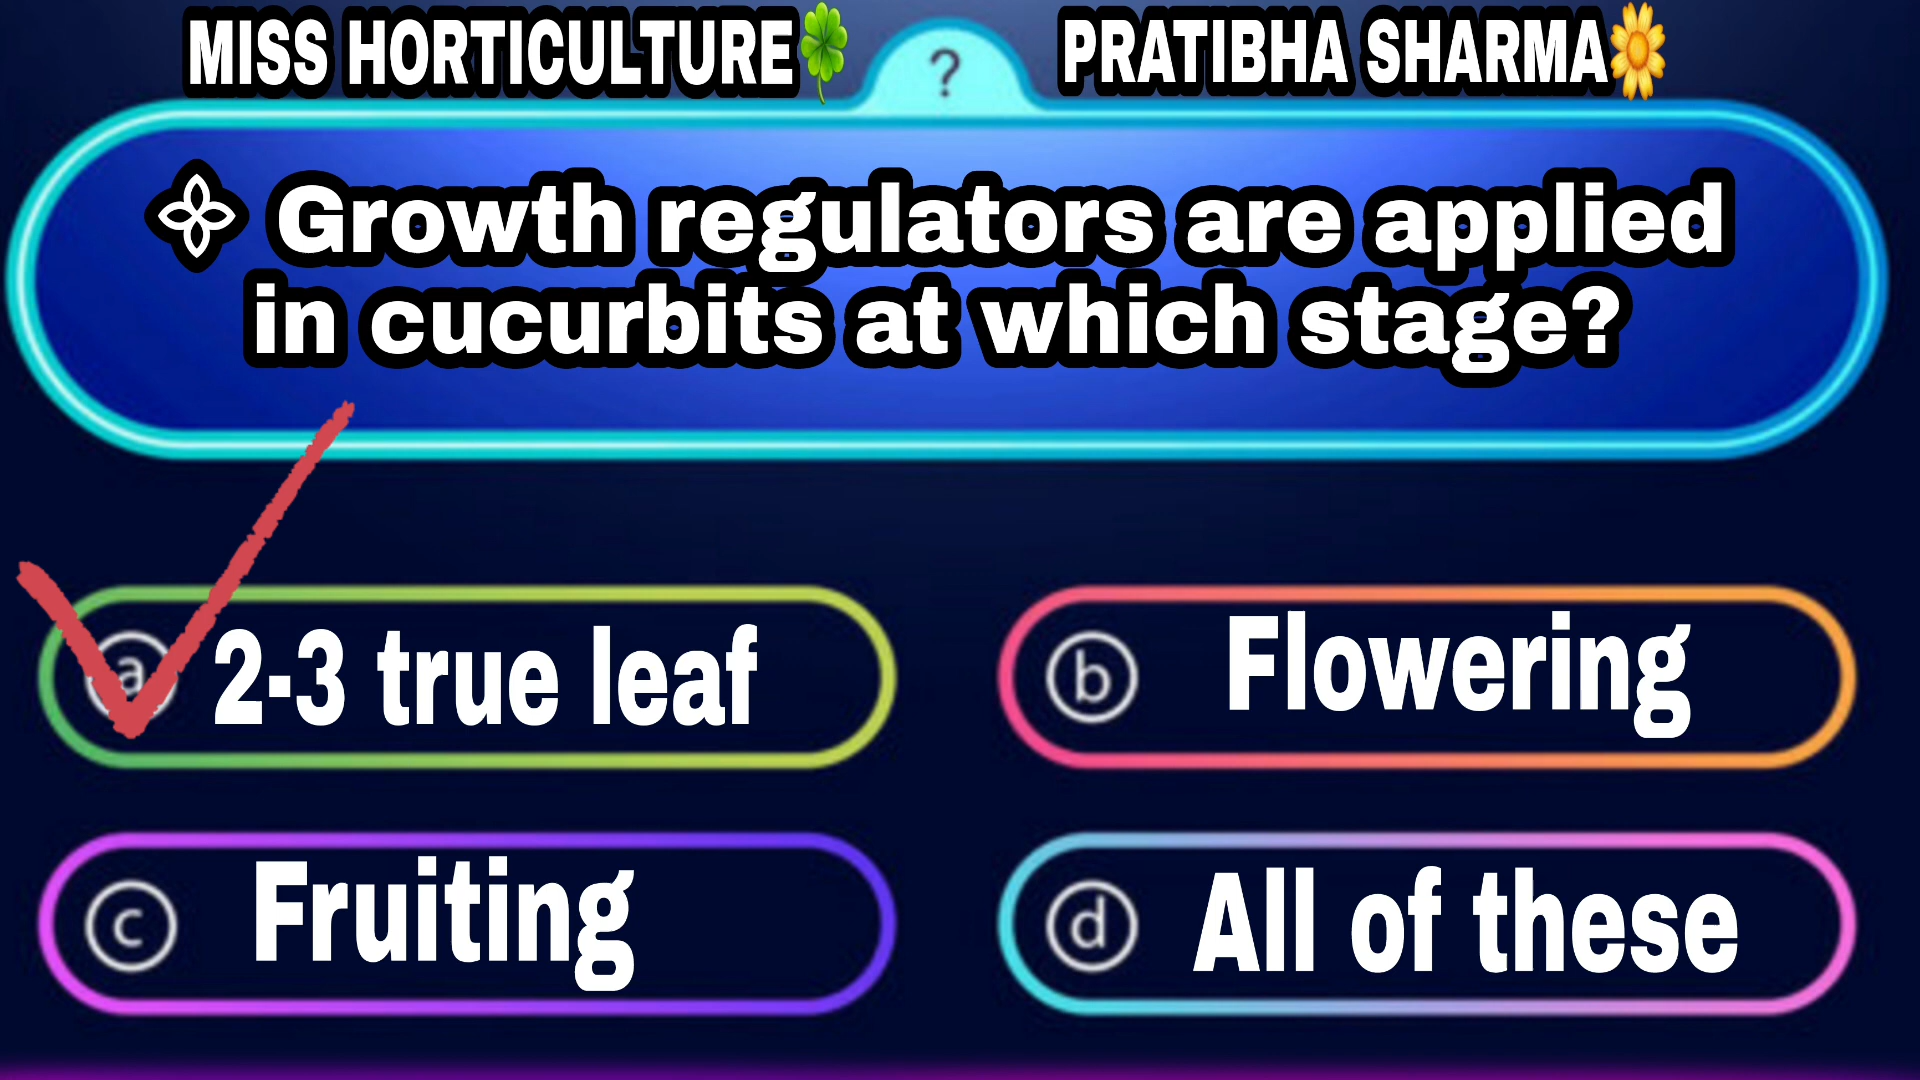 MISS HORTICULTURE🍀
?
PRATIBHA SHARMA🌼
Growth regulators are applied
in cucurbits at which stage?
a 2-3 true leaf
b Flowering
c Fruiting
d All of these